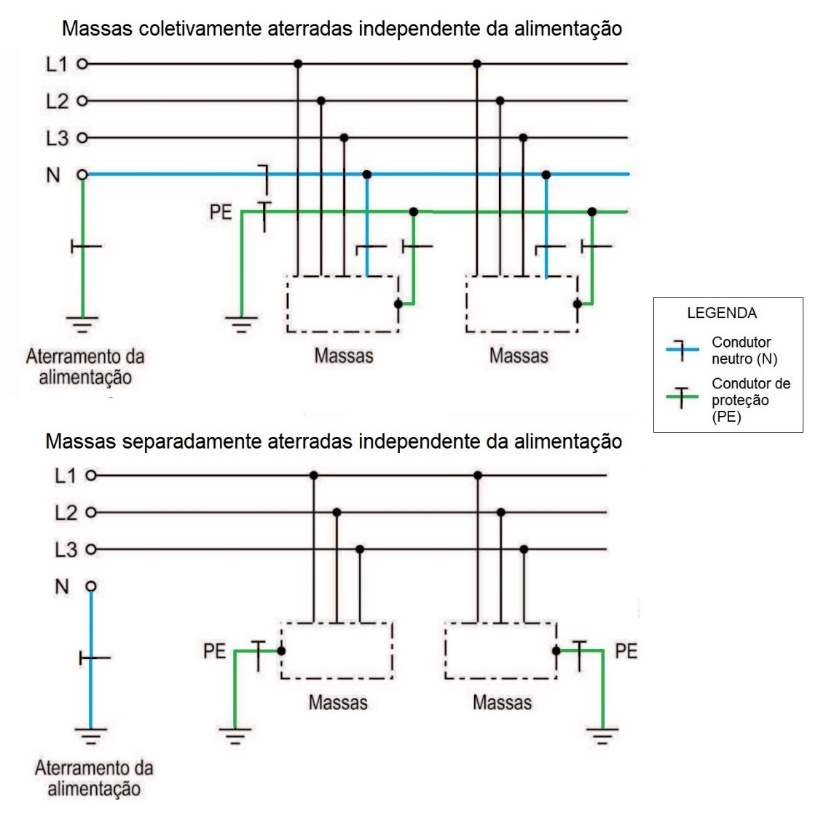 Massas coletivamente aterradas independente da alimentação
L1
L2
L3
N
PE
Aterramento da
alimentação
Massas
Massas
LEGENDA
Condutor
neutro (N)
Condutor de
proteção
(PE)
Massas separadamente aterradas independente da alimentação
L1
L2
L3
N
PE
PE
Massas
Massas
Aterramento da
alimentação